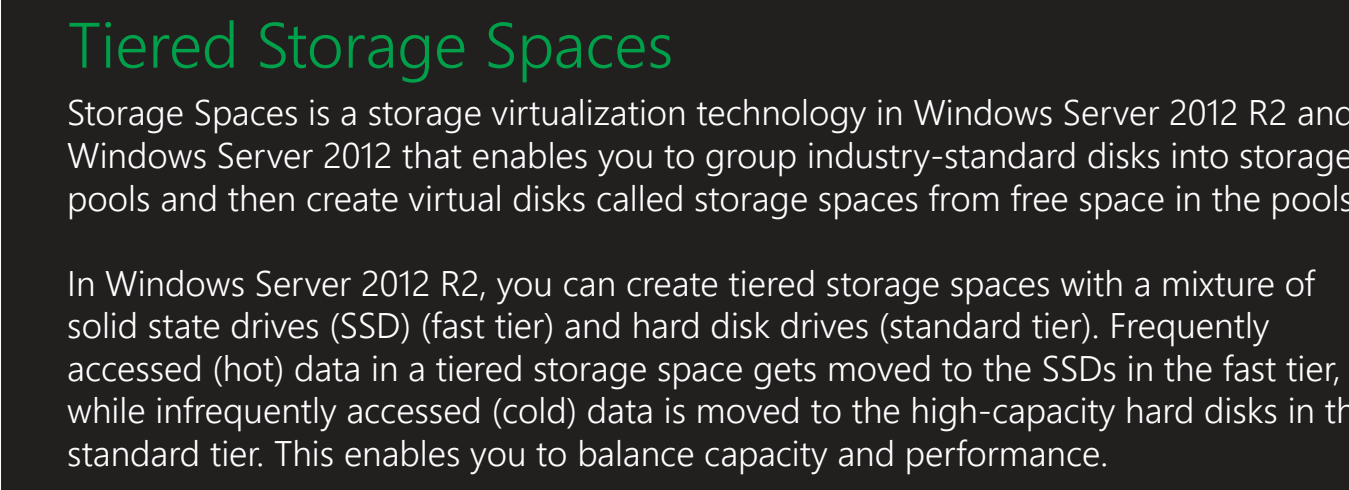 Tiered Storage Spaces
Storage Spaces is a storage virtualization technology in Windows Server 2012 R2 and
Windows Server 2012 that enables you to group industry-standard disks into storage
pools and then create virtual disks called storage spaces from free space in the pools
In Windows Server 2012 R2, you can create tiered storage spaces with a mixture of
solid state drives (SSD) (fast tier) and hard disk drives (standard tier). Frequently
accessed (hot) data in a tiered storage space gets moved to the SSDs in the fast tier,
while infrequently accessed (cold) data is moved to the high-capacity hard disks in th
standard tier. This enables you to balance capacity and performance.